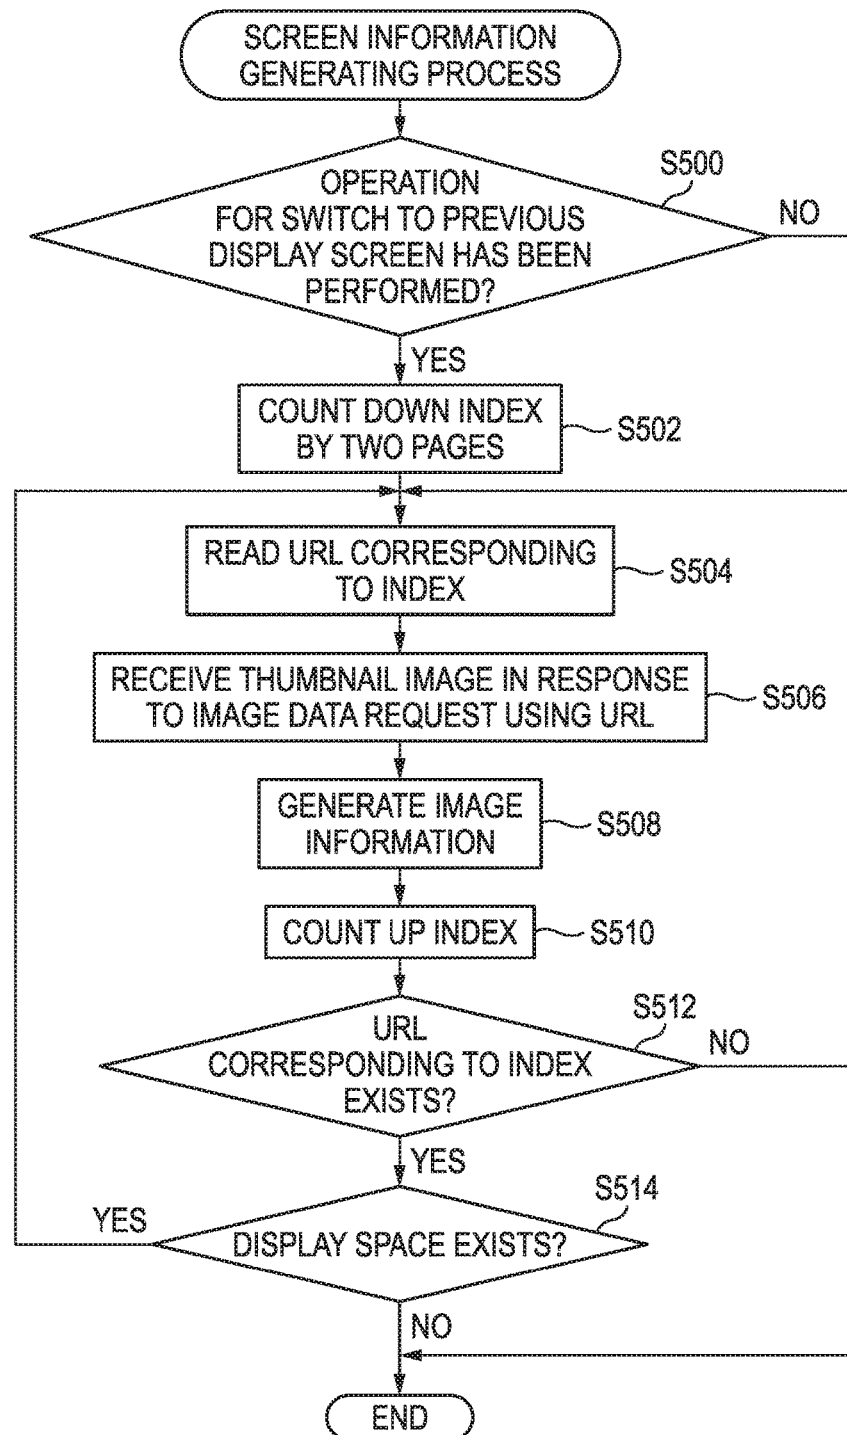 SCREEN INFORMATION
GENERATING PROCESS
S500
OPERATION
FOR SWITCH TO PREVIOUS
DISPLAY SCREEN HAS BEEN
PERFORMED?
NO
YES
COUNT DOWN INDEX
BY TWO PAGES
S502
READ URL CORRESPONDING
TO INDEX
S504
RECEIVE THUMBNAIL IMAGE IN RESPONSE
TO IMAGE DATA REQUEST USING URL
S506
GENERATE IMAGE
INFORMATION
S508
COUNT UP INDEX
S510
S512
URL
CORRESPONDING TO INDEX
EXISTS?
NO
YES
S514
YES
DISPLAY SPACE EXISTS?
NO
END